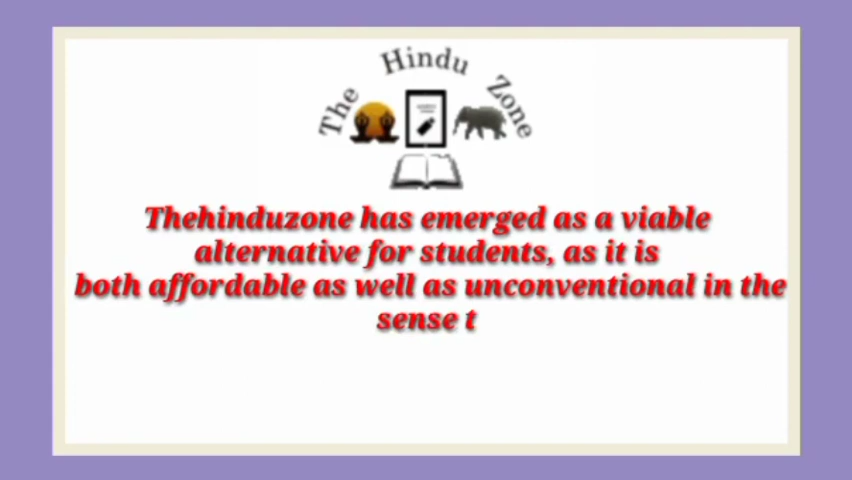 The Hindu Zone
Thehinduzone has emerged as a viable
alternative for students, as it is
both affordable as well as unconventional in the
sense t